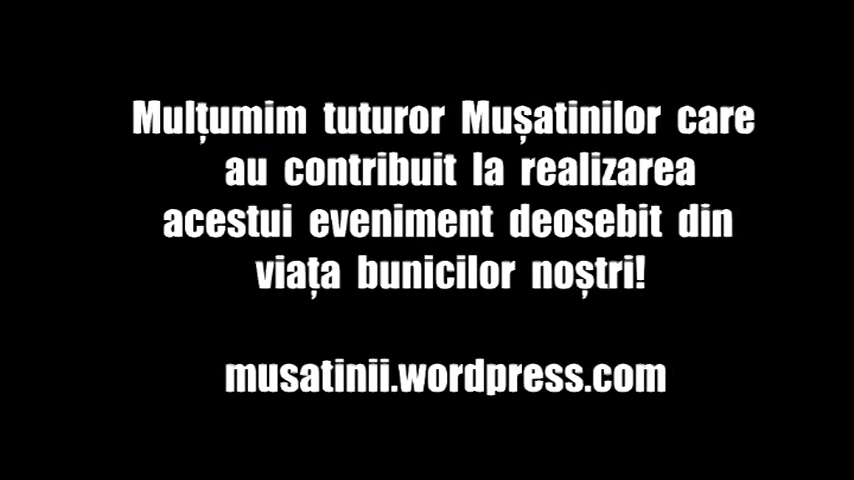 Mulțumim tuturor Mușatinilor care
au contribuit la realizarea
acestui eveniment deosebit din
viața bunicilor noștri!
musatinii.wordpress.com